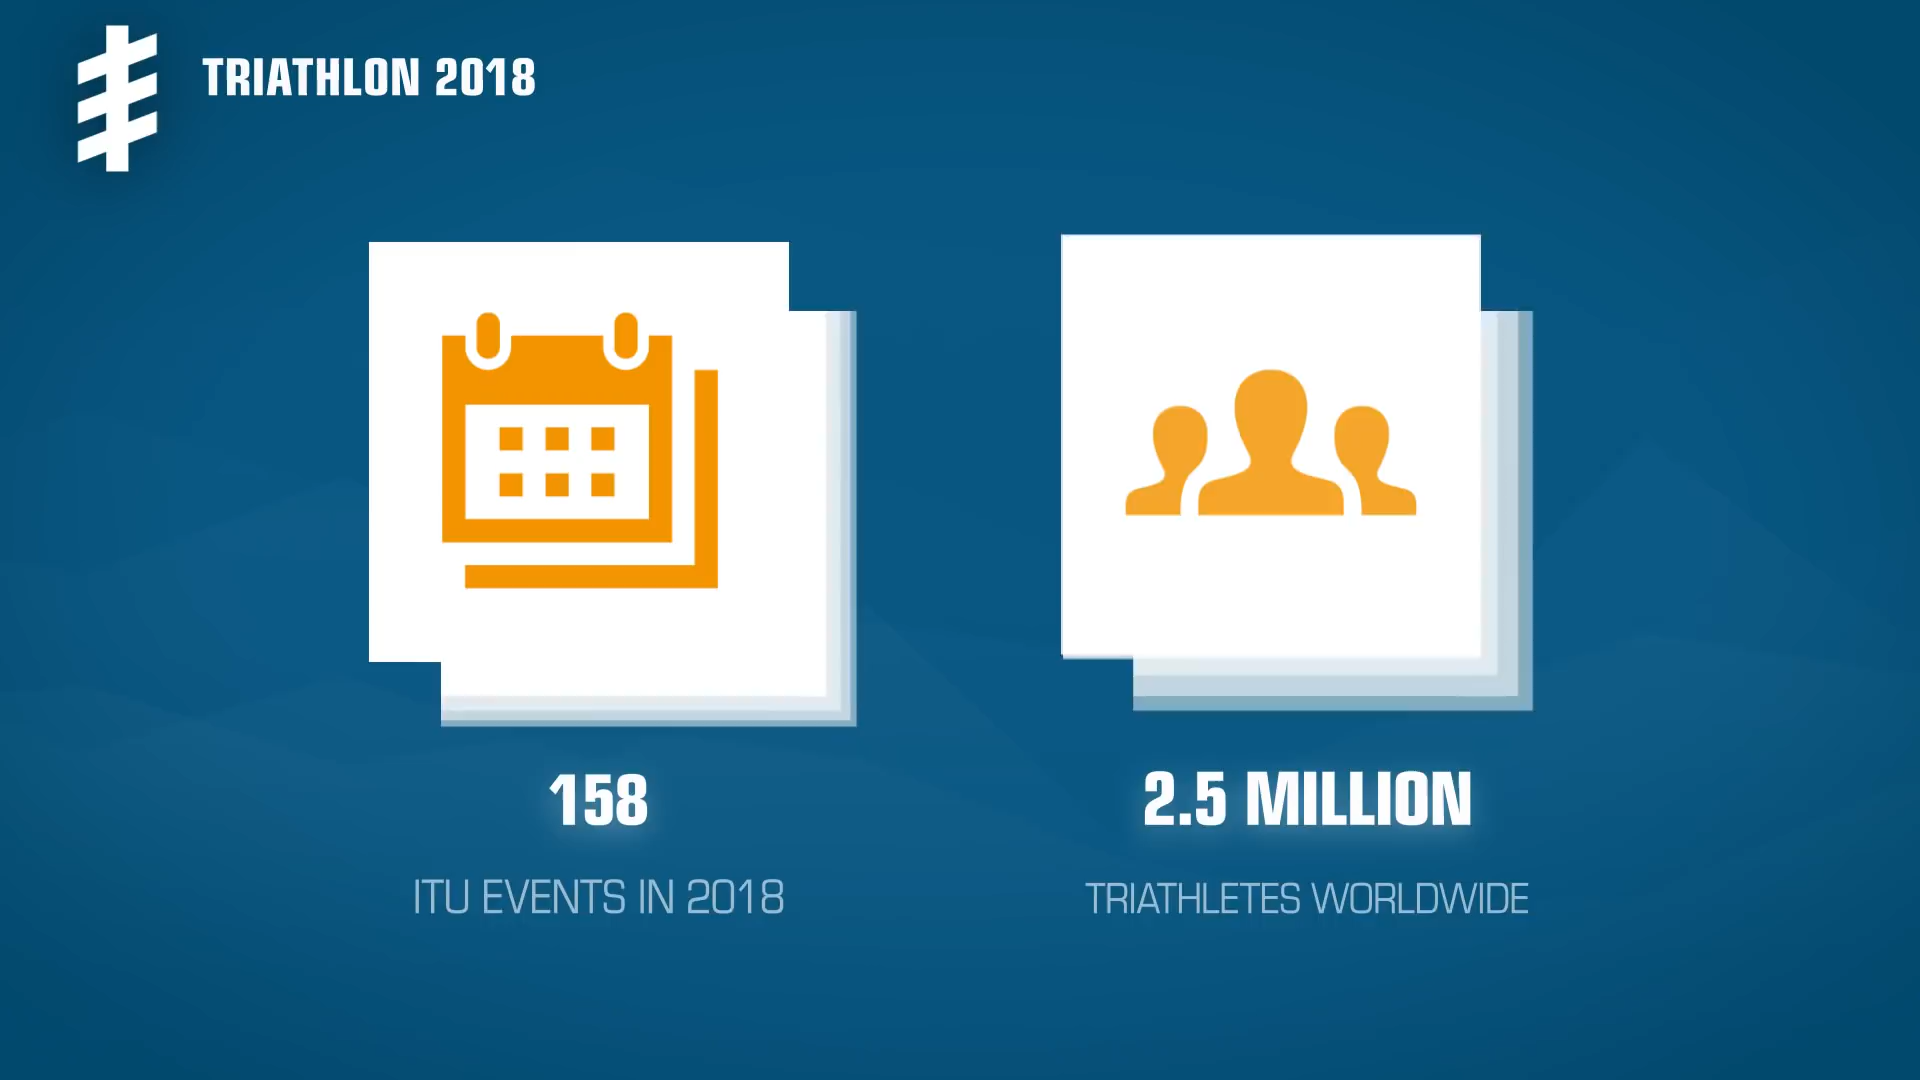 TRIATHLON 2018
158
ITU EVENTS IN 2018
2.5 MILLION
TRIATHLETES WORLDWIDE